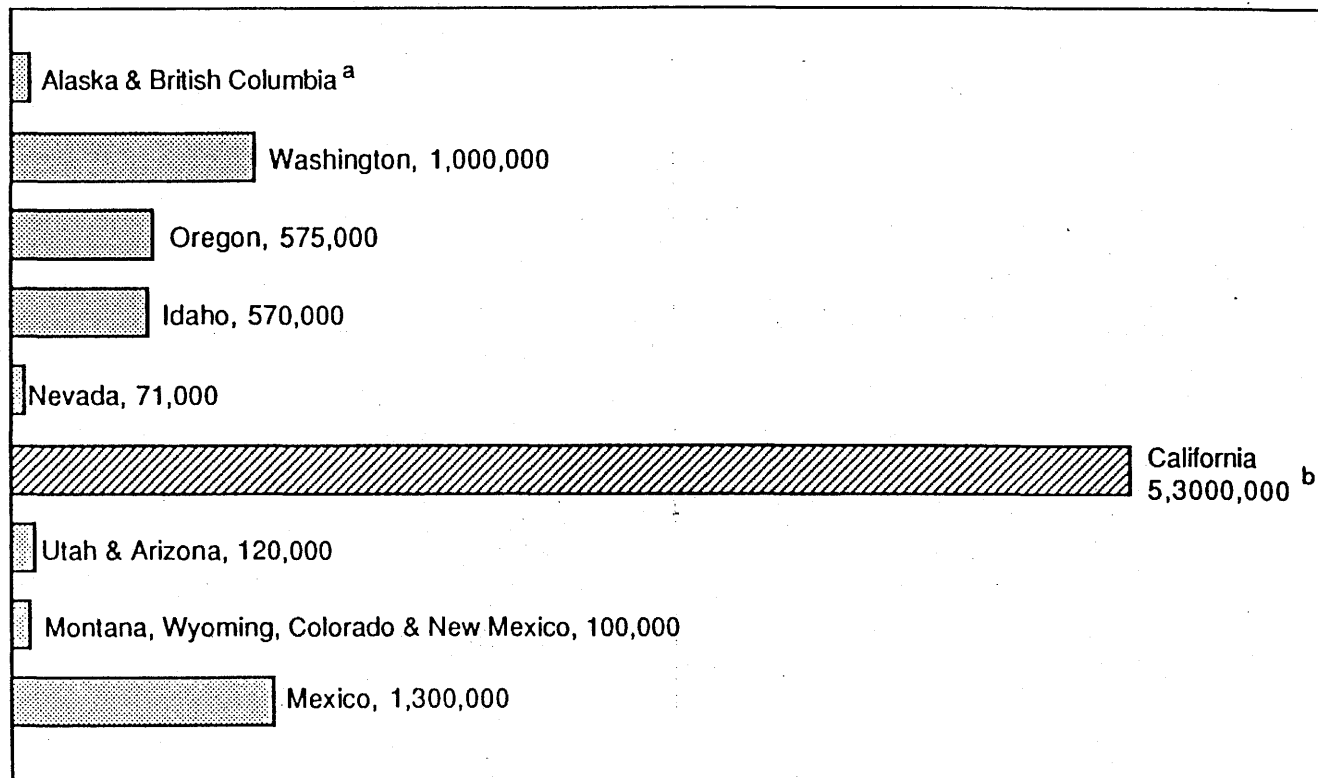 Alaska & British Columbia a
Washington, 1,000,000
Oregon, 575,000
Idaho, 570,000
Nevada, 71,000
California
5,3000,000 b
Utah & Arizona, 120,000
Montana, Wyoming, Colorado & New Mexico, 100,000
Mexico, 1,300,000